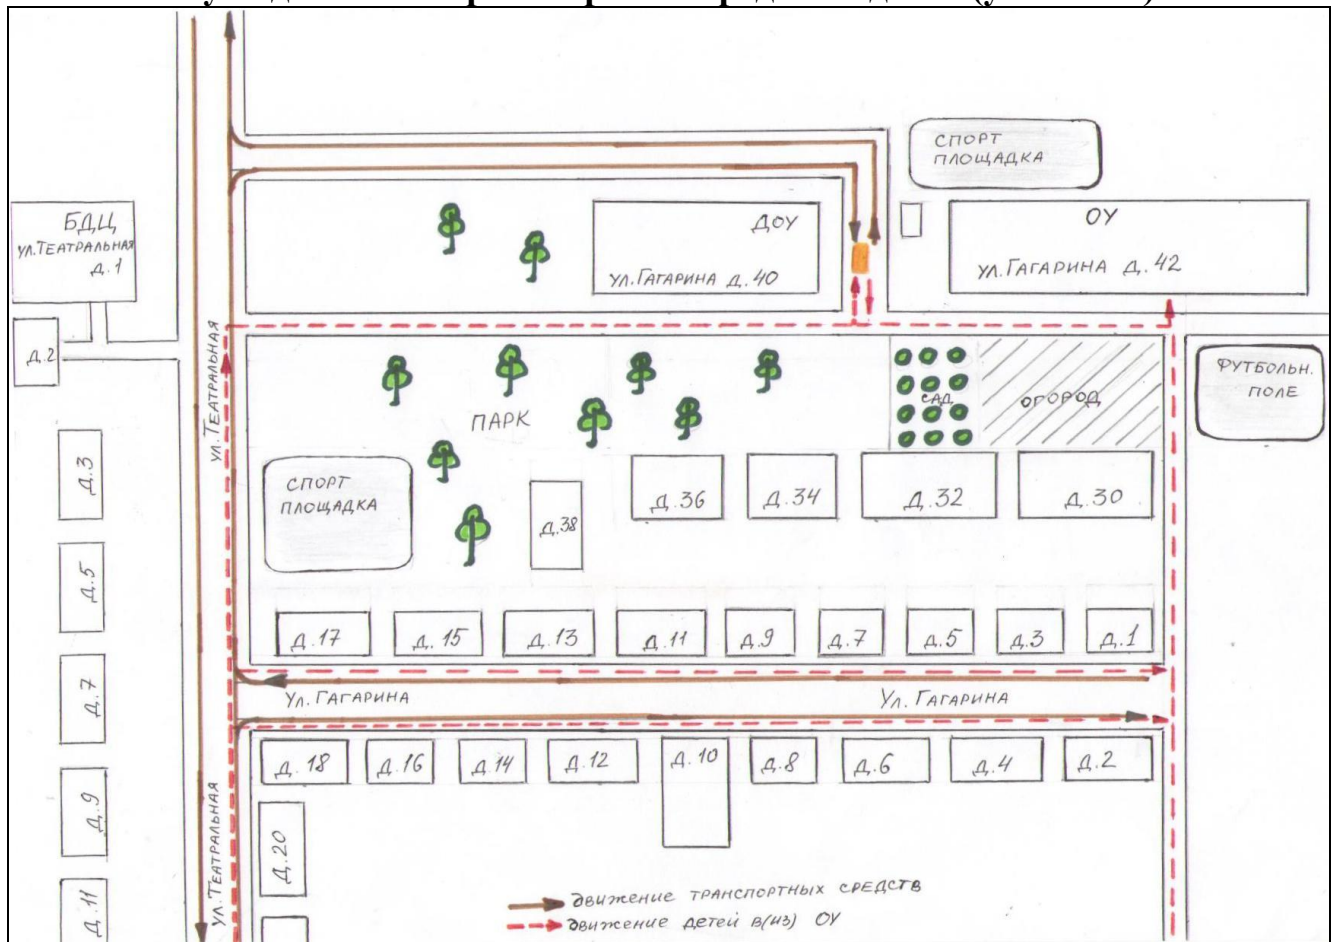 СПОРТ
ПЛОЩАДКА
БДЦ
УЛ.ТЕАТРАЛЬНАЯ
Д.1
ДОУ
УЛ.ГАГАРИНА Д.40
ОУ
УЛ.ГАГАРИНА Д.42
Д.2
УЛ.ТЕАТРАЛЬНАЯ
ПАРК
САД
ОГОРОД
ФУТБОЛЬН.
ПОЛЕ
Д.3
СПОРТ
ПЛОЩАДКА
Д.38
Д.36
Д.34
Д.32
Д.30
Д.5
Д.17
Д.15
Д.13
Д.11
Д.9
Д.7
Д.5
Д.3
Д.1
Д.7
УЛ. ГАГАРИНА
УЛ. ГАГАРИНА
Д.18
Д.16
Д.14
Д.12
Д.10
Д.8
Д.6
Д.4
Д.2
Д.9
УЛ.ТЕАТРАЛЬНАЯ
Д.20
Д.11
ДВИЖЕНИЕ ТРАНСПОРТНЫХ СРЕДСТВ
ДВИЖЕНИЕ ДЕТЕЙ В(ИЗ) ОУ